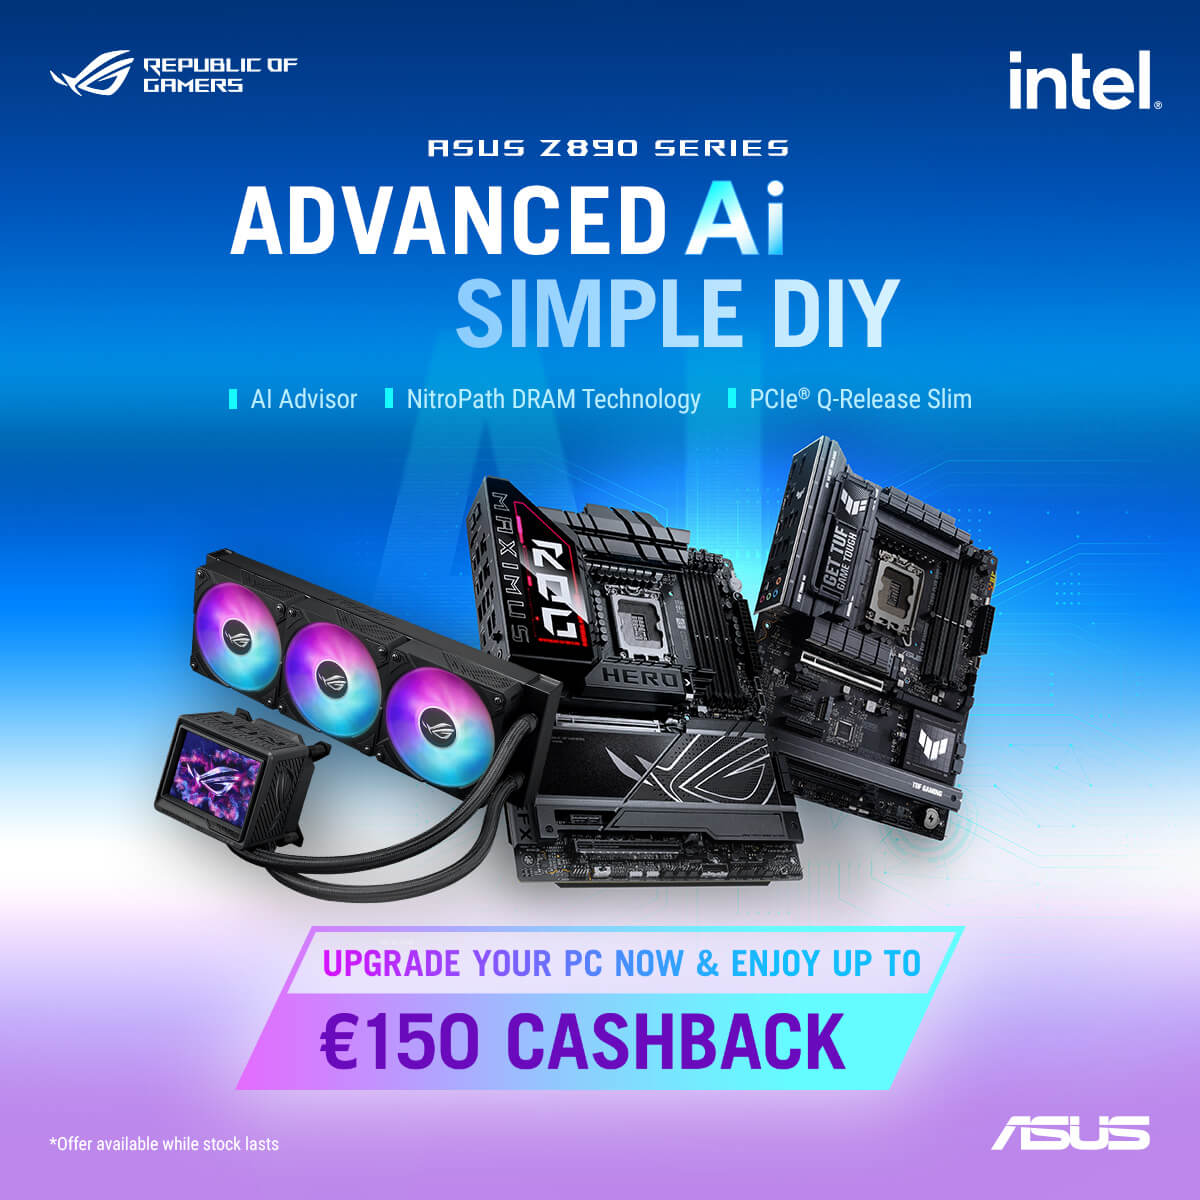 REPUBLIC OF
GAMERS
intel.
ASUS Z890 SERIES
ADVANCED Ai
SIMPLE DIY
AI Advisor
NitroPath DRAM Technology
PCIe® Q-Release Slim
MAXIMUS
HERO
GET TUF
GAME TOUGH
TUF GAMING
UPGRADE YOUR PC NOW & ENJOY UP TO
€150 CASHBACK
*Offer available while stock lasts
ASUS